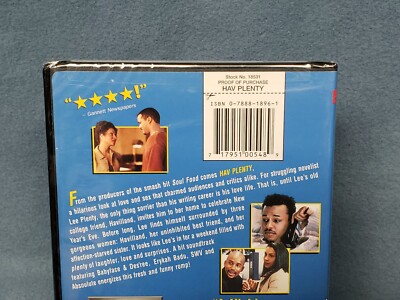 Stock No. 10531
PROOF OF PURCHASE
HAV PLENTY
ISBN 0-7888-1896-1
7 17951 00548 9
"★★★★!"
– Gannett Newspapers
From the producers of the smash hit Soul Food comes HAV PLENTY,
a hilarious look at love and sex that charmed audiences and critics alike. For struggling novelist
Lee Plenty, the only thing sorrier than his writing career is his love life. That is, until Lee's old
college friend, Havilland, invites him to her home to celebrate New
Year's Eve. Before long, Lee finds himself surrounded by three
gorgeous women: Havilland, her uninhibited best friend, and her
affection-starved sister. It looks like Lee's in for a weekend filled with
plenty of laughter, love and surprises. A hit soundtrack
featuring Babyface & Desree, Erykah Badu, SWV and
Absolute energizes this fresh and funny romp!